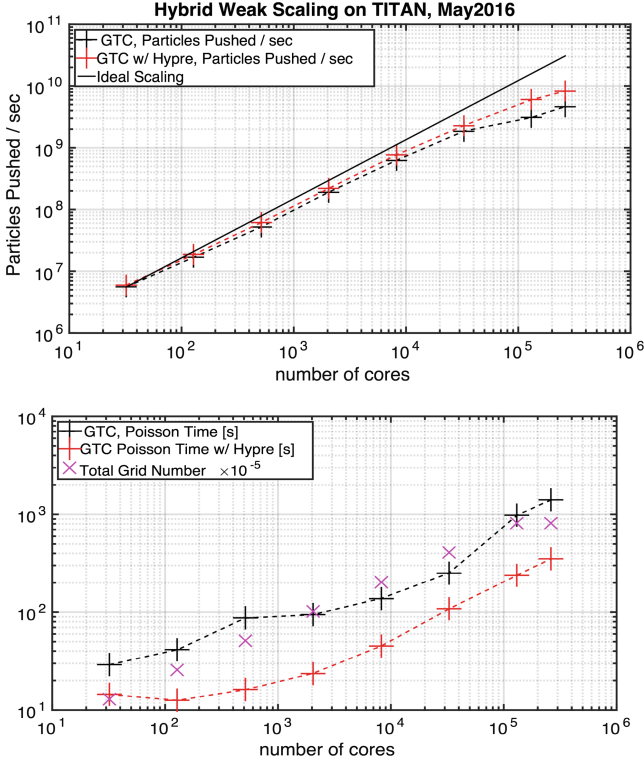 Hybrid Weak Scaling on TITAN, May2016
10^11
GTC, Particles Pushed / sec
GTC w/ Hypre, Particles Pushed / sec
Ideal Scaling
10^10
10^9
10^8
10^7
10^6
Particles Pushed / sec
10^1 10^2 10^3 10^4 10^5 10^6
number of cores
10^4
GTC, Poisson Time [s]
GTC Poisson Time w/ Hypre [s]
Total Grid Number ×10^-5
10^3
10^2
10^1
10^1 10^2 10^3 10^4 10^5 10^6
number of cores